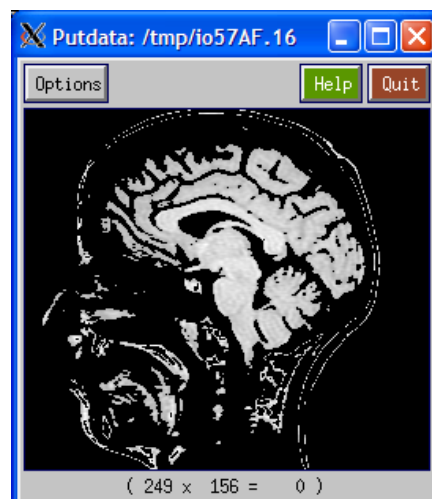 Putdata: /tmp/io57AF.16
Options Help Quit
( 249 x 156 = 0 )